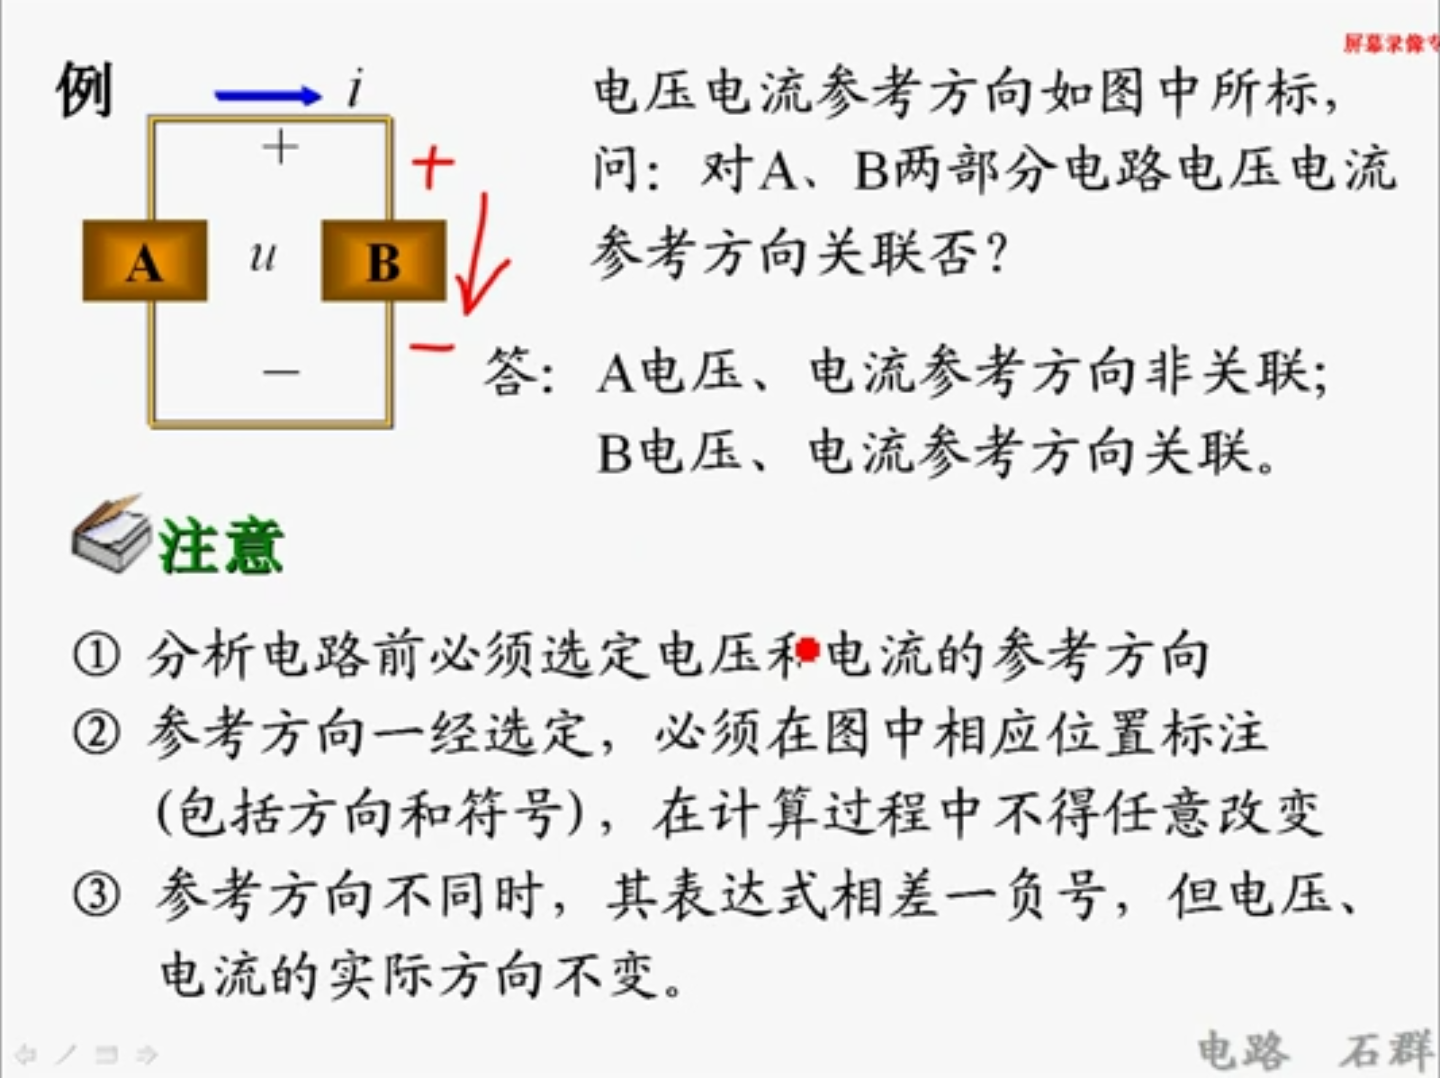 屏幕录像专
例
i
电压电流参考方向如图中所标,
+
+
问：对A、B两部分电路电压电流
A
u
B
参考方向关联否？
−
−
答：A电压、电流参考方向非关联;
B电压、电流参考方向关联。
注意
① 分析电路前必须选定电压和电流的参考方向
② 参考方向一经选定，必须在图中相应位置标注
(包括方向和符号)，在计算过程中不得任意改变
③ 参考方向不同时，其表达式相差一负号，但电压、
电流的实际方向不变。
电路 石群